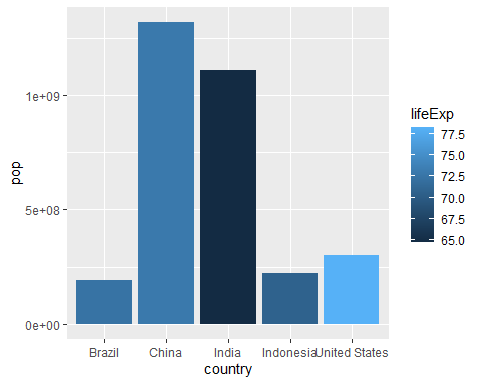 pop
1e+09
5e+08
0e+00
Brazil China India Indonesia United States
country
lifeExp
77.5
75.0
72.5
70.0
67.5
65.0